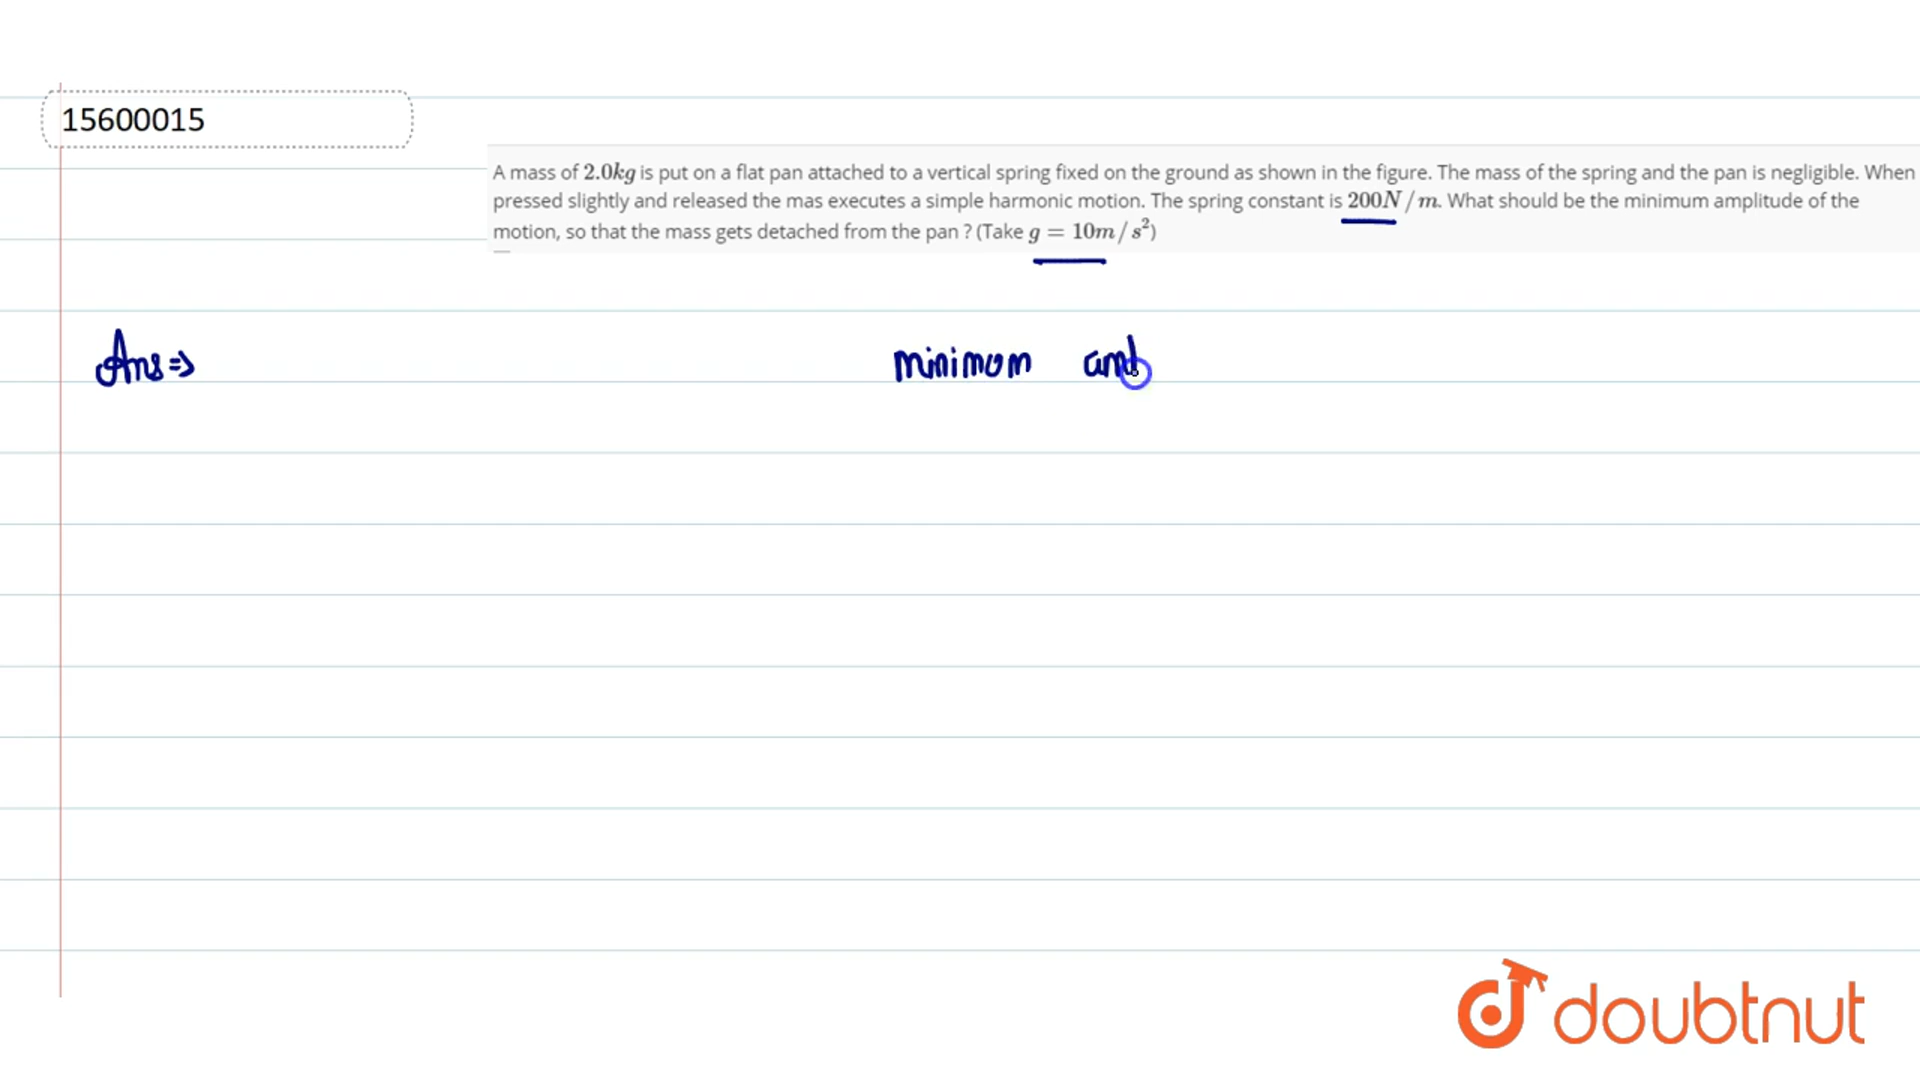 15600015
A mass of 2.0kg is put on a flat pan attached to a vertical spring fixed on the ground as shown in the figure. The mass of the spring and the pan is negligible. When
pressed slightly and released the mas executes a simple harmonic motion. The spring constant is 200N/m. What should be the minimum amplitude of the
motion, so that the mass gets detached from the pan ? (Take g = 10m/s²)
Ans⇒ minimum
doubtnut